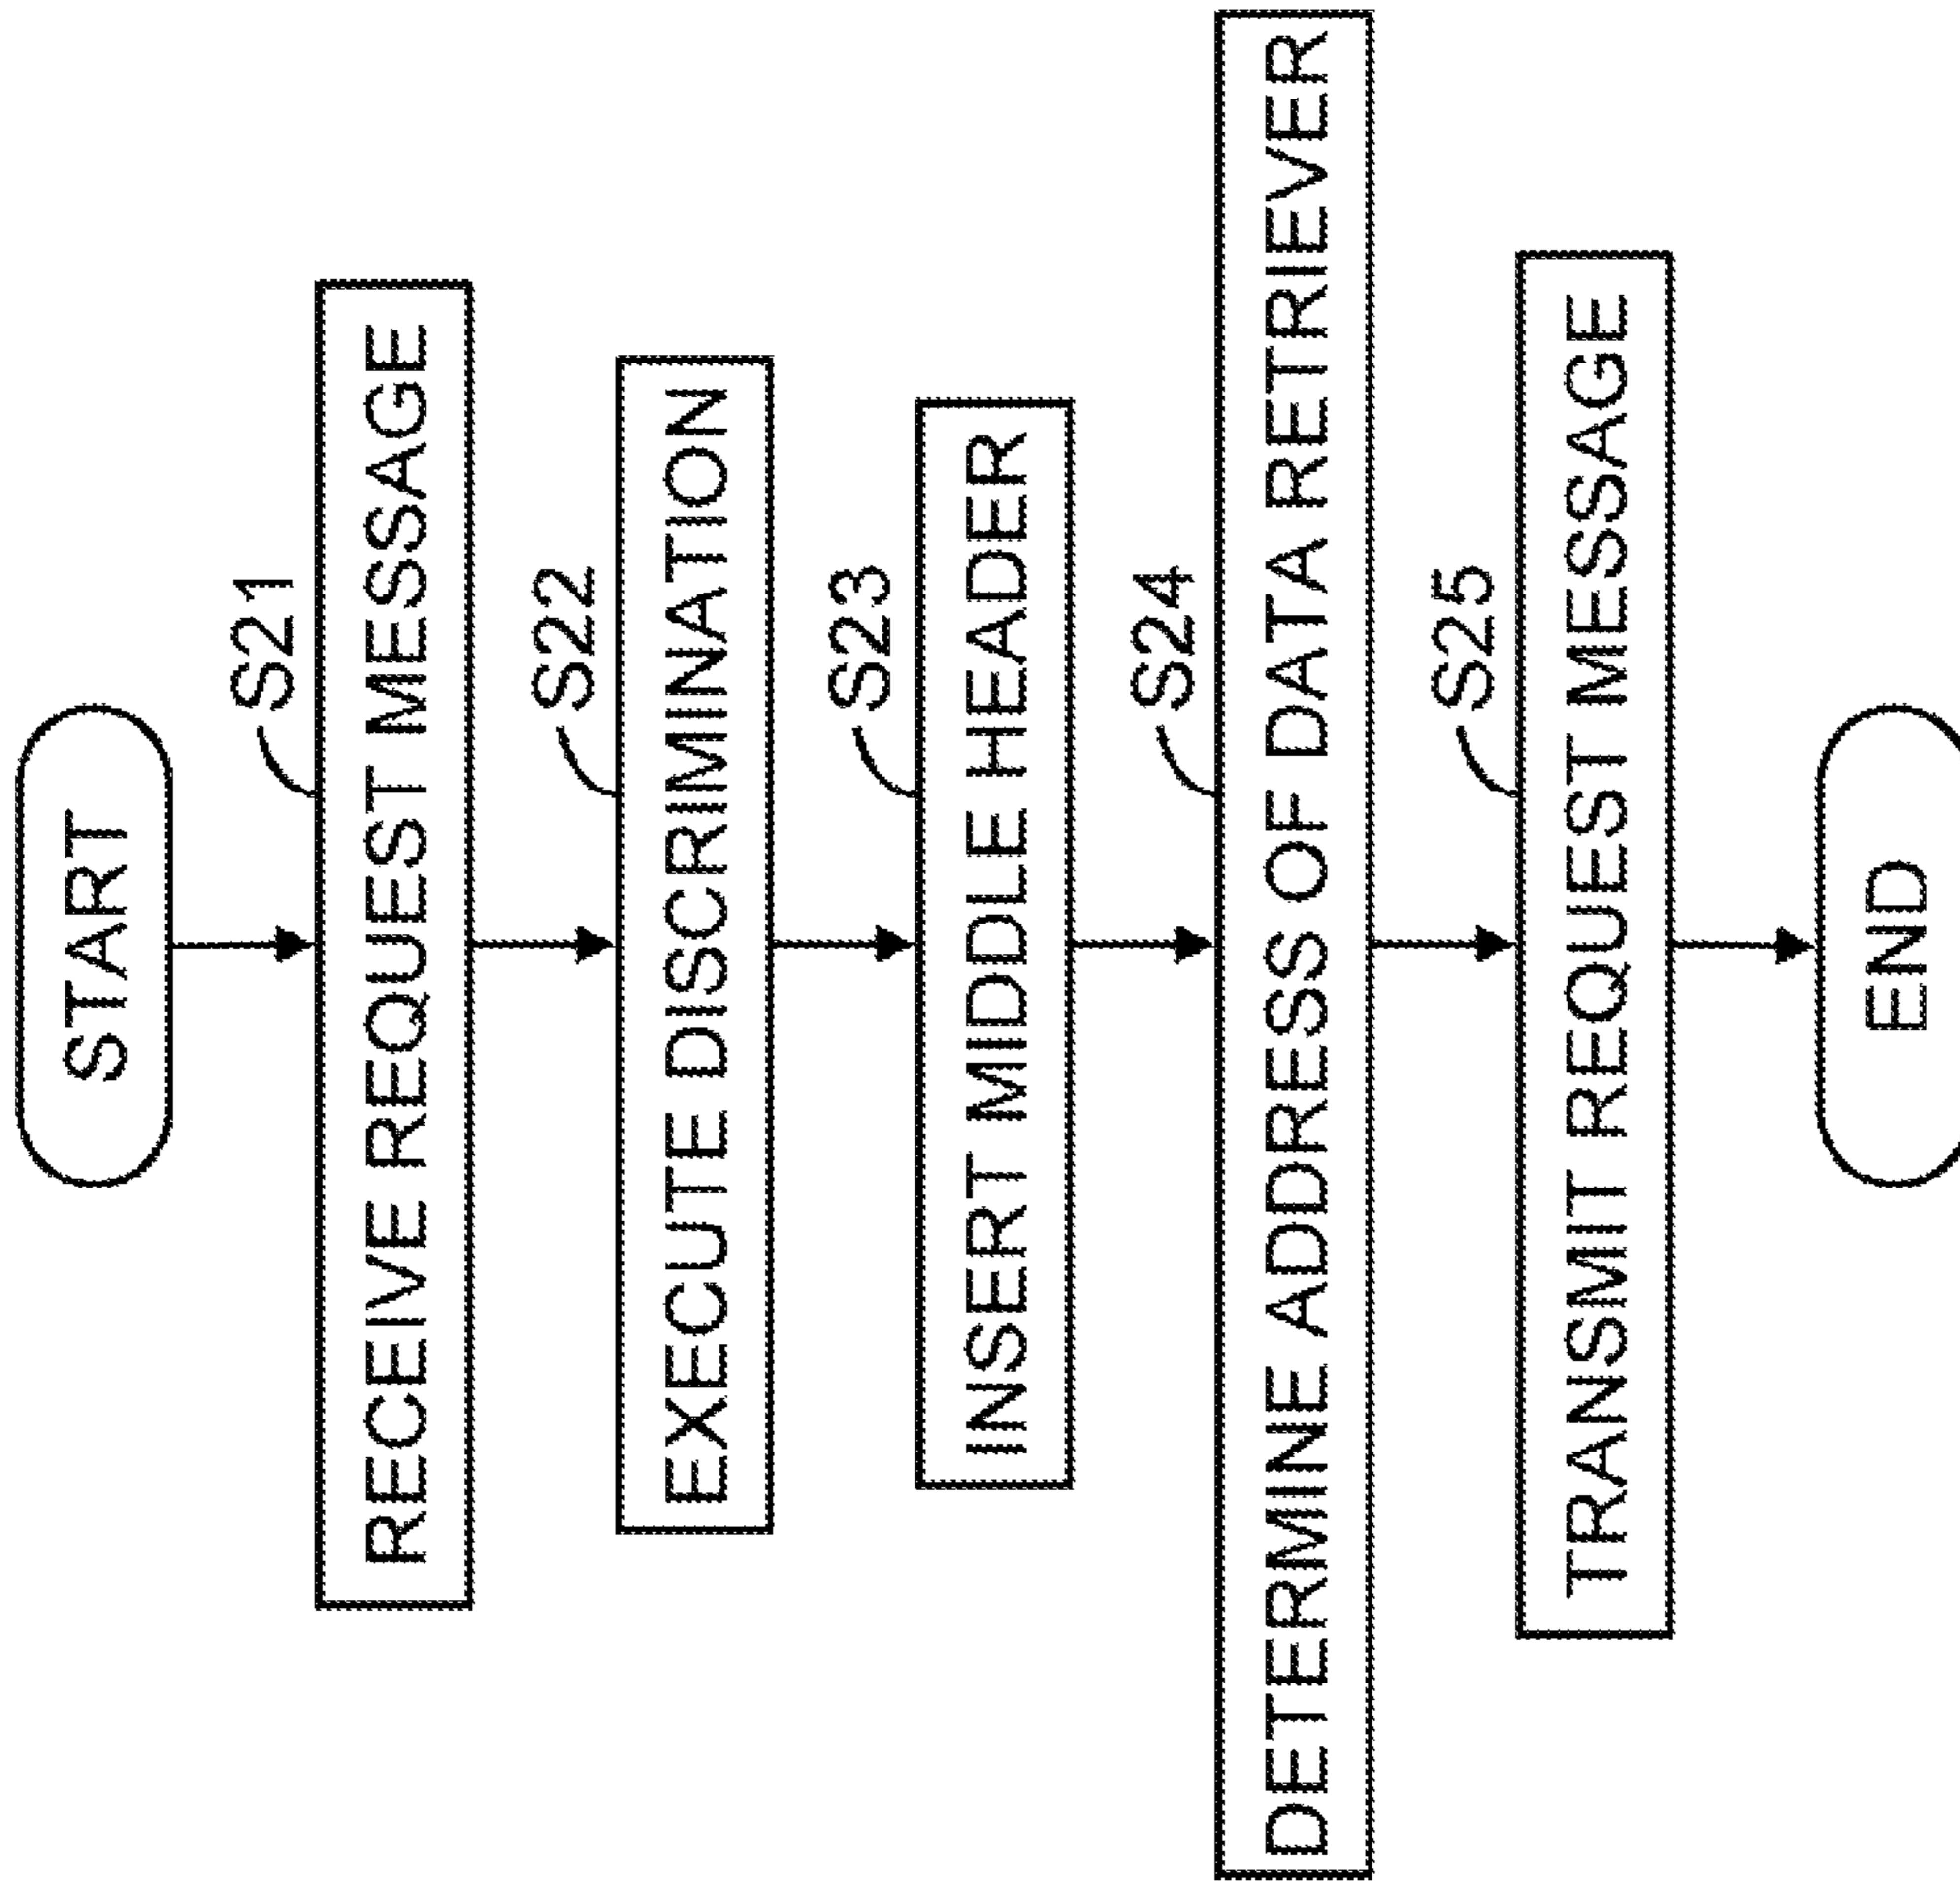 START
S21
RECEIVE REQUEST MESSAGE
S22
EXECUTE DISCRIMINATION
S23
INSERT MIDDLE HEADER
S24
DETERMINE ADDRESS OF DATA RETRIEVER
S25
TRANSMIT REQUEST MESSAGE
END